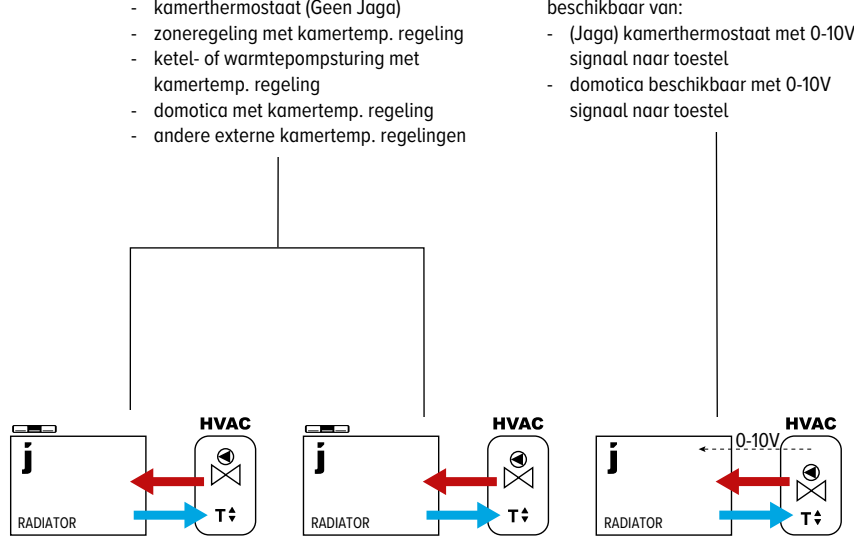 - kamerthermostaat (Geen Jaga)
- zoneregeling met kamertemp. regeling
- ketel- of warmtepompsturing met
kamertemp. regeling
- domotica met kamertemp. regeling
- andere externe kamertemp. regelingen
beschikbaar van:
- (Jaga) kamerthermostaat met 0-10V
signaal naar toestel
- domotica beschikbaar met 0-10V
signaal naar toestel
HVAC
j
RADIATOR
T
HVAC
j
RADIATOR
T
HVAC
0-10V
j
RADIATOR
T